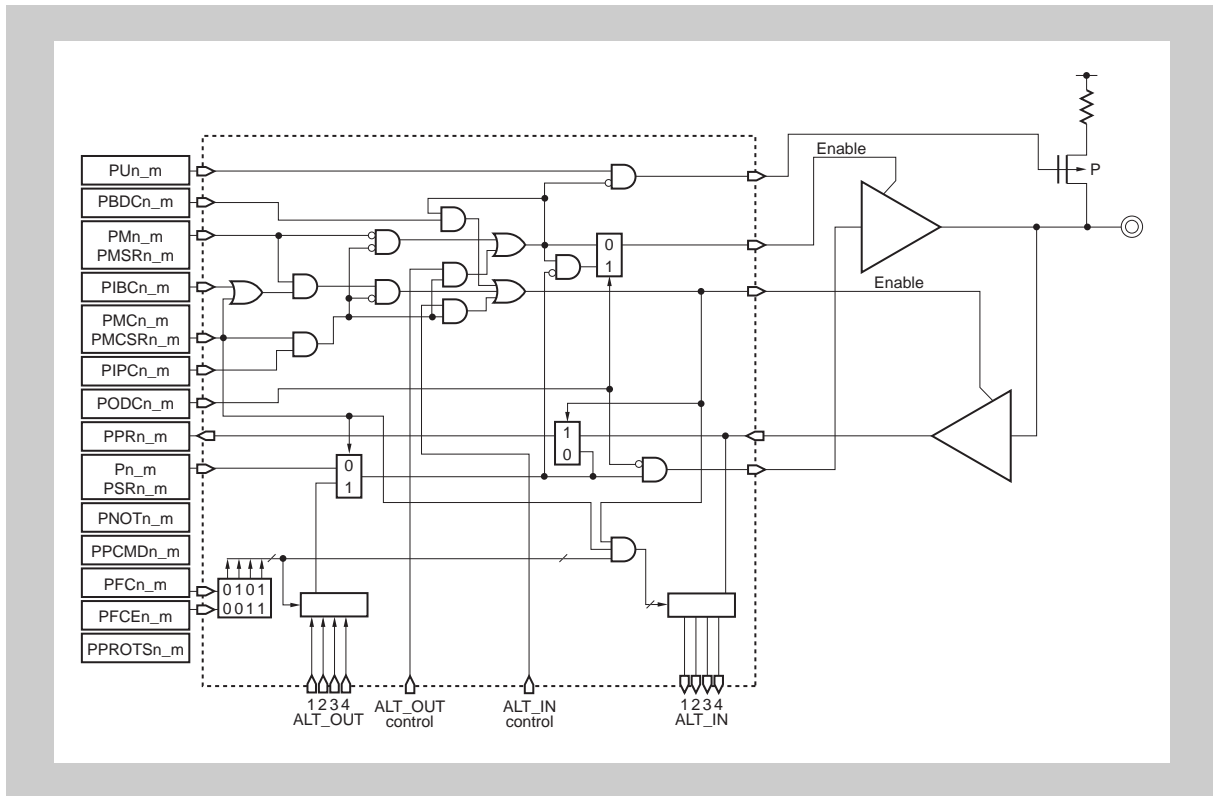 PUn_m
PBDCn_m
PMn_m
PMSRn_m
PIBCn_m
PMCn_m
PMCSRn_m
PIPCn_m
PODCn_m
PPRn_m
Pn_m
PSRn_m
PNOTn_m
PPCMDn_m
PFCn_m
PFCEn_m
PPROTSn_m
0101
0011
0
1
1
0
0
1
Enable
Enable
P
1234
ALT_OUT
ALT_OUT
control
ALT_IN
control
1234
ALT_IN